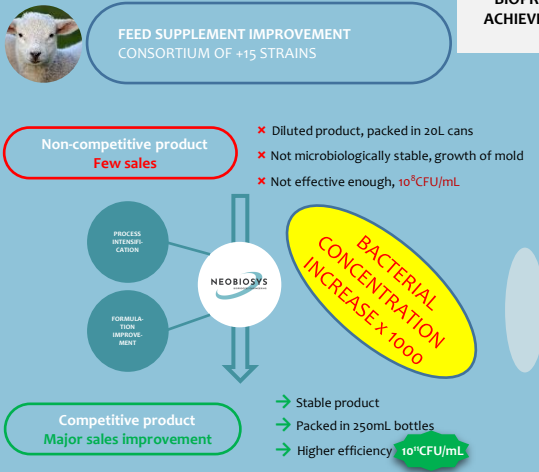 BIOPR
ACHIEVE
FEED SUPPLEMENT IMPROVEMENT
CONSORTIUM OF +15 STRAINS
Non-competitive product
Few sales
× Diluted product, packed in 20L cans
× Not microbiologically stable, growth of mold
× Not effective enough, 10⁸CFU/mL
PROCESS
INTENSIFI-
CATION
NEOBIOSYS
FORMULA-
TION
IMPROVE-
MENT
BACTERIAL
CONCENTRATION
INCREASE x 1000
Competitive product
Major sales improvement
→ Stable product
→ Packed in 250mL bottles
→ Higher efficiency 10¹¹CFU/mL